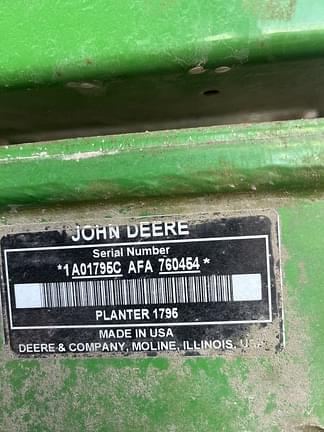 JOHN DEERE
Serial Number
*1A01795C AFA 760454*
PLANTER 1795
MADE IN USA
DEERE & COMPANY, MOLINE, ILLINOIS, U.S.A.